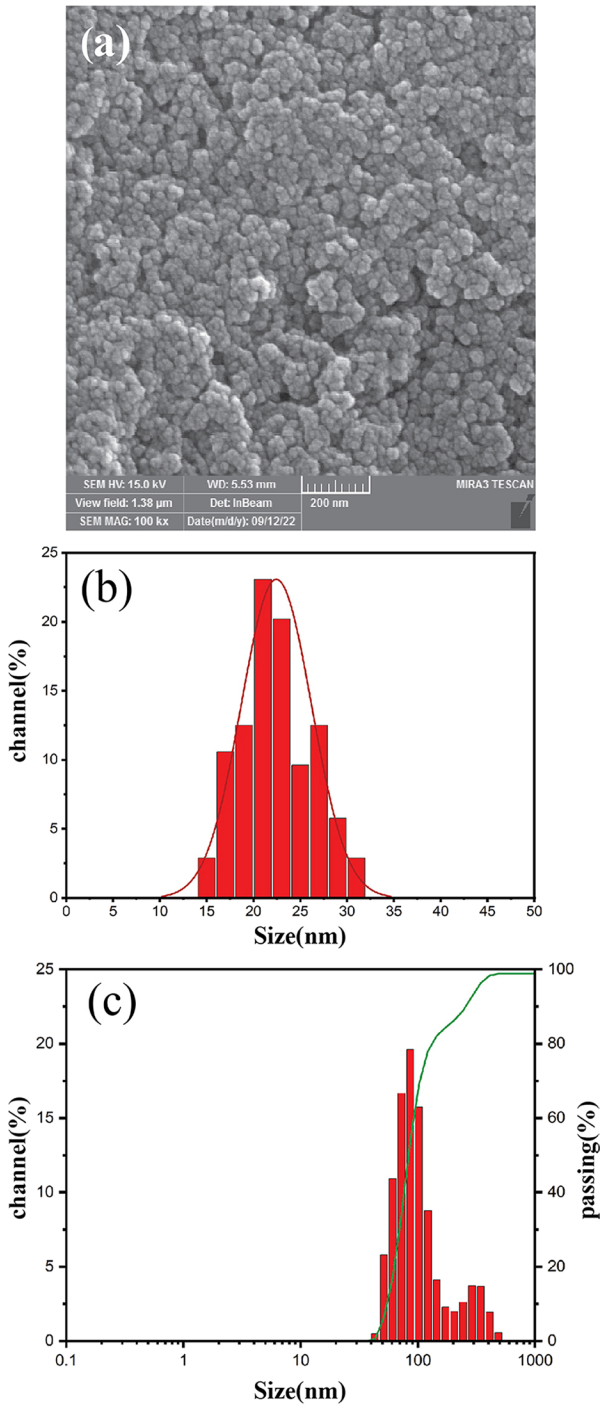 (a)
SEM HV: 15.0 kV WD: 5.53 mm MIRA3 TESCAN
View field: 1.38 µm Det: InBeam 200 nm
SEM MAG: 100 kx Date(m/d/y): 09/12/22
(b)
channel(%)
25
20
15
10
5
0
0 5 10 15 20 25 30 35 40 45 50
Size(nm)
(c)
channel(%)
25
20
15
10
5
0
100
80
60
40
20
0
passing(%)
0.1 1 10 100 1000
Size(nm)